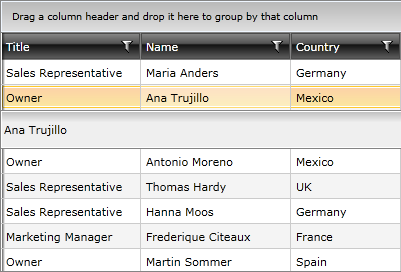 Drag a column header and drop it here to group by that column
Title Name Country
Sales Representative Maria Anders Germany
Owner Ana Trujillo Mexico
Ana Trujillo
Owner Antonio Moreno Mexico
Sales Representative Thomas Hardy UK
Sales Representative Hanna Moos Germany
Marketing Manager Frederique Citeaux France
Owner Martin Sommer Spain